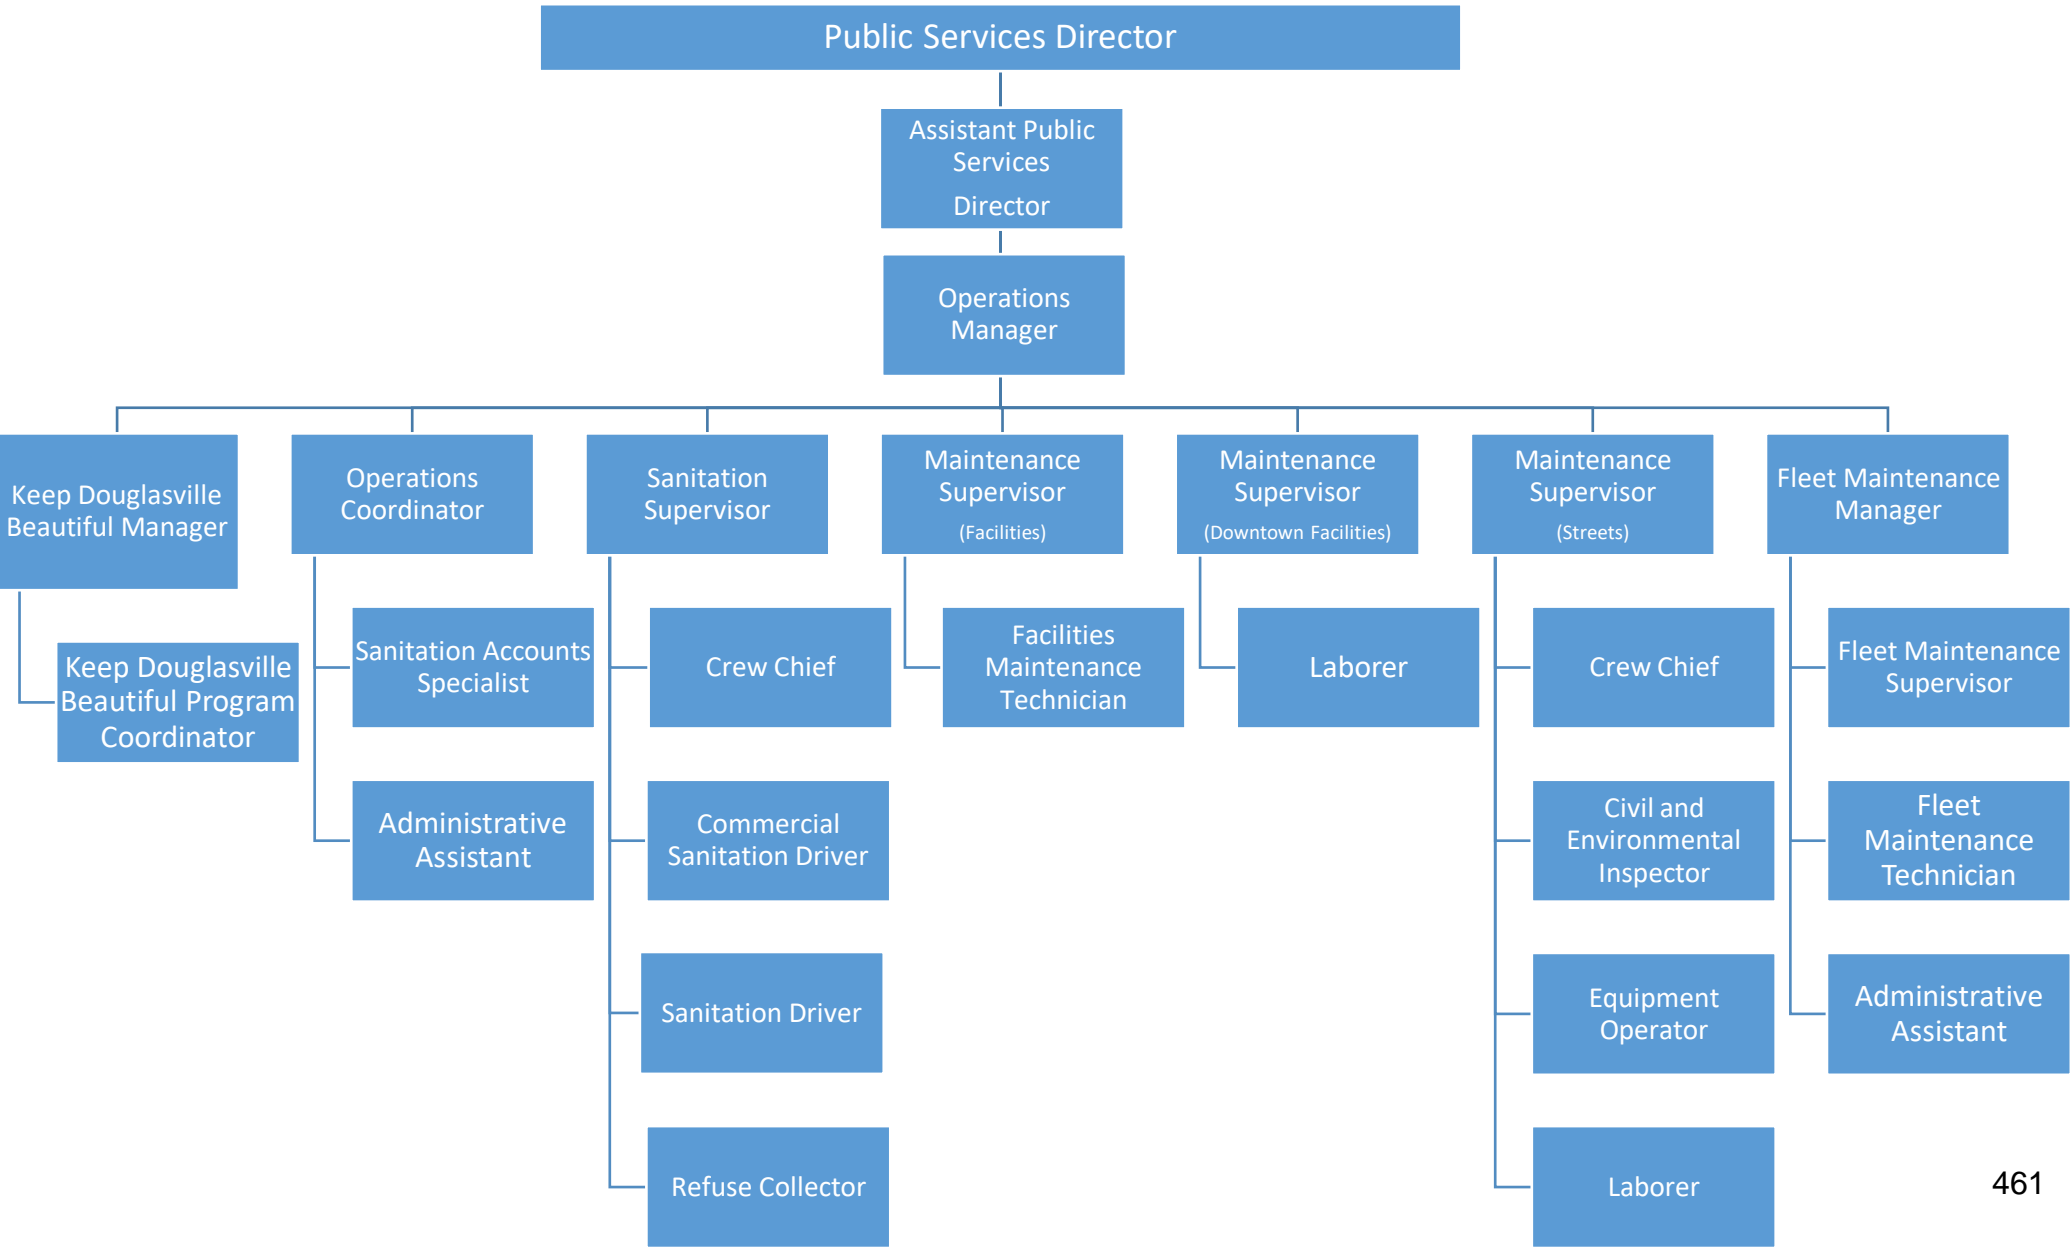 Public Services Director
Assistant Public
Services
Director
Operations
Manager
Keep Douglasville
Beautiful Manager
Operations
Coordinator
Sanitation
Supervisor
Maintenance
Supervisor
(Facilities)
Maintenance
Supervisor
(Downtown Facilities)
Maintenance
Supervisor
(Streets)
Fleet Maintenance
Manager
Keep Douglasville
Beautiful Program
Coordinator
Sanitation Accounts
Specialist
Crew Chief
Facilities
Maintenance
Technician
Laborer
Crew Chief
Fleet Maintenance
Supervisor
Administrative
Assistant
Commercial
Sanitation Driver
Civil and
Environmental
Inspector
Fleet
Maintenance
Technician
Sanitation Driver
Equipment
Operator
Administrative
Assistant
Refuse Collector
Laborer
461